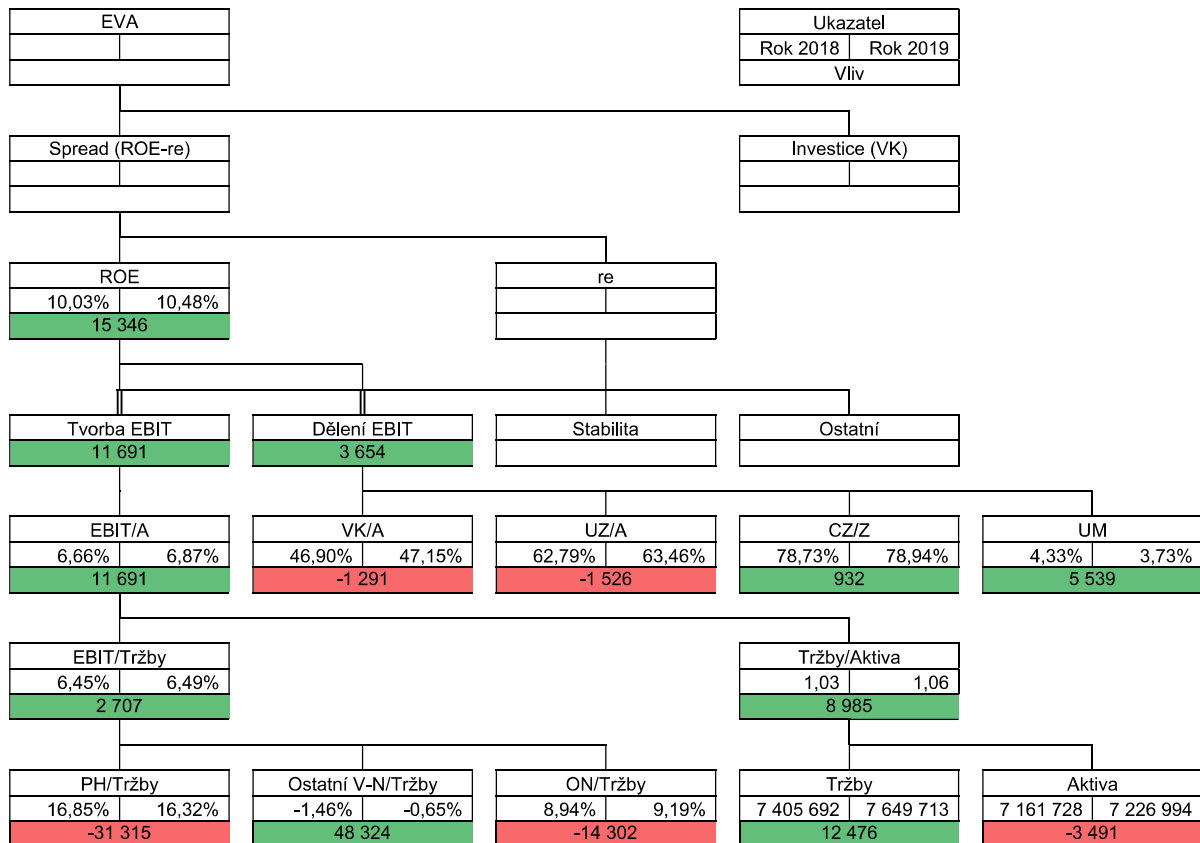 EVA
Ukazatel
Rok 2018 Rok 2019
Vliv
Spread (ROE-re)
Investice (VK)
ROE
10,03% 10,48%
15 346
re
Tvorba EBIT
11 691
Dělení EBIT
3 654
Stabilita
Ostatní
EBIT/A
6,66% 6,87%
11 691
VK/A
46,90% 47,15%
-1 291
UZ/A
62,79% 63,46%
-1 526
CZ/Z
78,73% 78,94%
932
UM
4,33% 3,73%
5 539
EBIT/Tržby
6,45% 6,49%
2 707
Tržby/Aktiva
1,03 1,06
8 985
PH/Tržby
16,85% 16,32%
-31 315
Ostatní V-N/Tržby
-1,46% -0,65%
48 324
ON/Tržby
8,94% 9,19%
-14 302
Tržby
7 405 692 7 649 713
12 476
Aktiva
7 161 728 7 226 994
-3 491